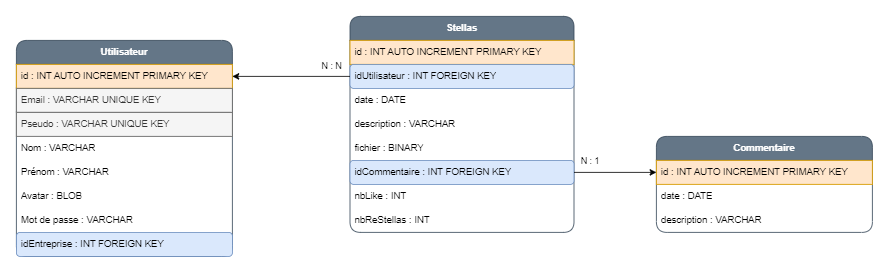 Utilisateur
id : INT AUTO INCREMENT PRIMARY KEY
Email : VARCHAR UNIQUE KEY
Pseudo : VARCHAR UNIQUE KEY
Nom : VARCHAR
Prénom : VARCHAR
Avatar : BLOB
Mot de passe : VARCHAR
idEntreprise : INT FOREIGN KEY
N : N
Stellas
id : INT AUTO INCREMENT PRIMARY KEY
idUtilisateur : INT FOREIGN KEY
date : DATE
description : VARCHAR
fichier : BINARY
idCommentaire : INT FOREIGN KEY
nbLike : INT
nbReStellas : INT
N : 1
Commentaire
id : INT AUTO INCREMENT PRIMARY KEY
date : DATE
description : VARCHAR